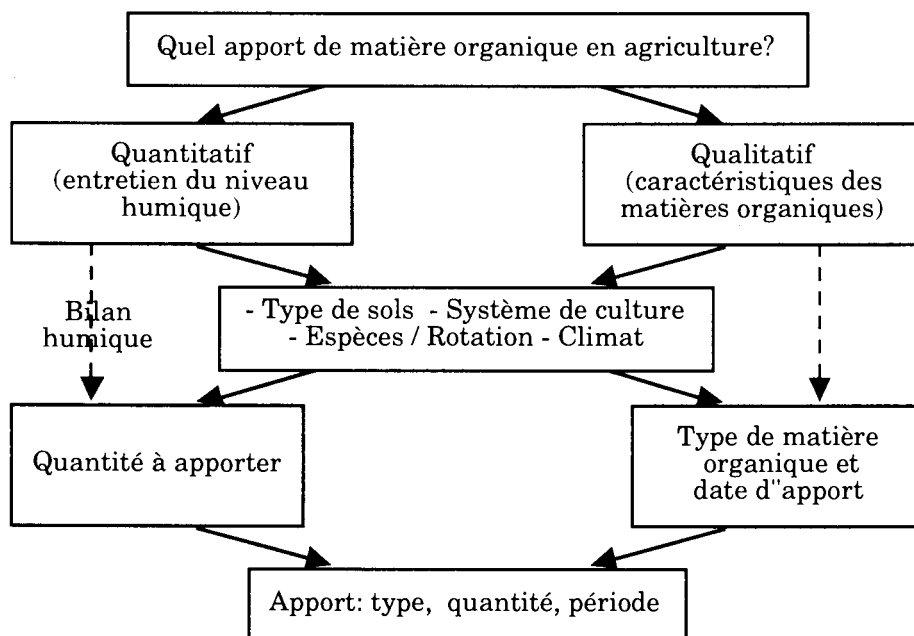 Quel apport de matière organique en agriculture?
Quantitatif
(entretien du niveau
humique)
Qualitatif
(caractéristiques des
matières organiques)
Bilan
humique
- Type de sols - Système de culture
- Espèces / Rotation - Climat
Quantité à apporter
Type de matière
organique et
date d"apport
Apport: type, quantité, période